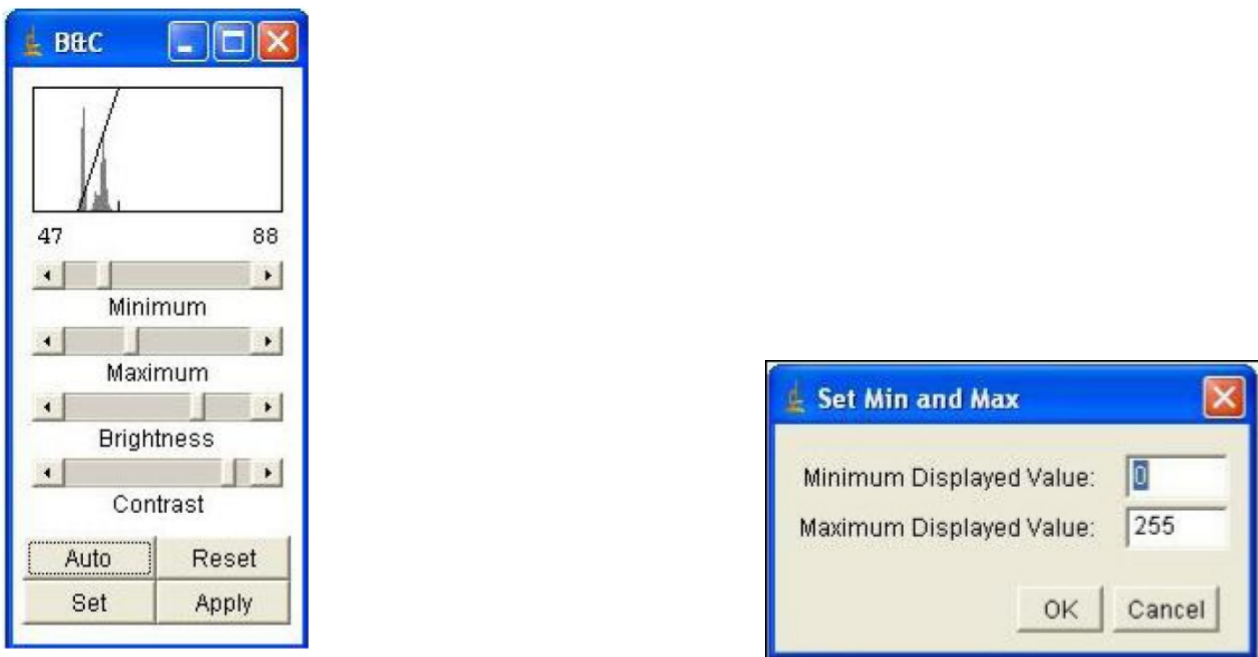 B&C
47 88
Minimum
Maximum
Brightness
Contrast
Auto Reset
Set Apply
Set Min and Max
Minimum Displayed Value: 0
Maximum Displayed Value: 255
OK Cancel